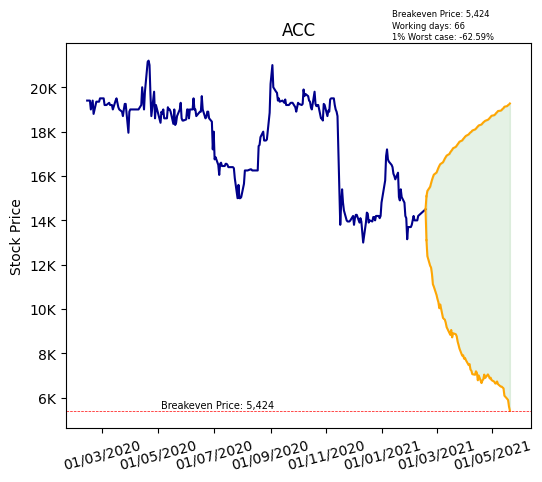 Breakeven Price: 5,424
Working days: 66
1% Worst case: -62.59%
ACC
Stock Price
20K
18K
16K
14K
12K
10K
8K
6K
Breakeven Price: 5,424
01/03/2020 01/05/2020 01/07/2020 01/09/2020 01/11/2020 01/01/2021 01/03/2021 01/05/2021